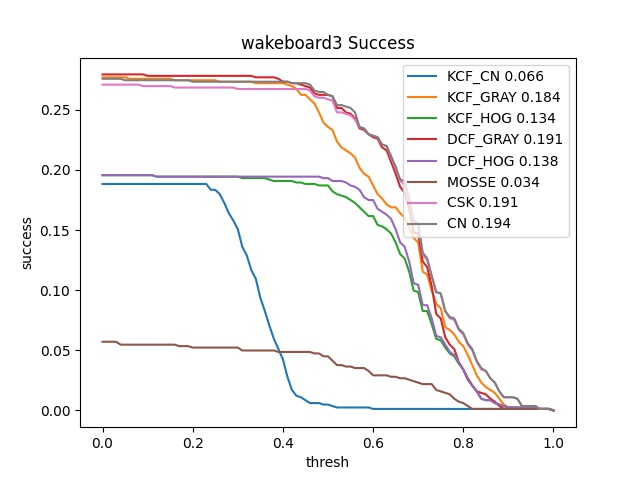 wakeboard3 Success
success
0.25
0.20
0.15
0.10
0.05
0.00
KCF_CN 0.066
KCF_GRAY 0.184
KCF_HOG 0.134
DCF_GRAY 0.191
DCF_HOG 0.138
MOSSE 0.034
CSK 0.191
CN 0.194
0.0 0.2 0.4 0.6 0.8 1.0
thresh